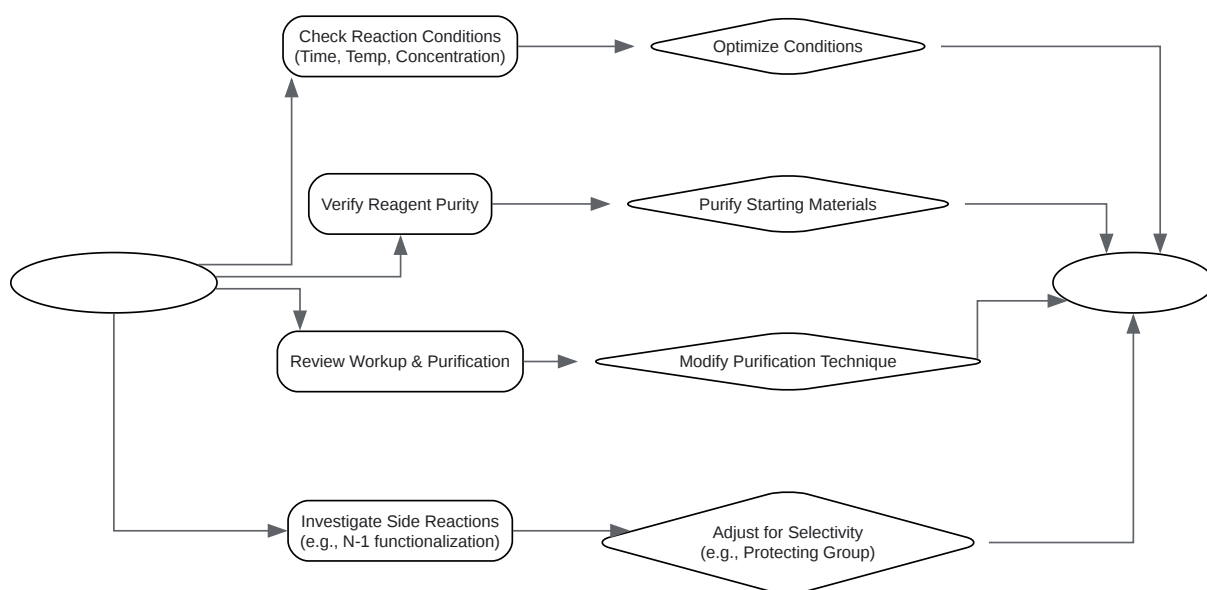 Check Reaction Conditions
(Time, Temp, Concentration)
Optimize Conditions
Verify Reagent Purity
Purify Starting Materials
Review Workup & Purification
Modify Purification Technique
Investigate Side Reactions
(e.g., N-1 functionalization)
Adjust for Selectivity
(e.g., Protecting Group)